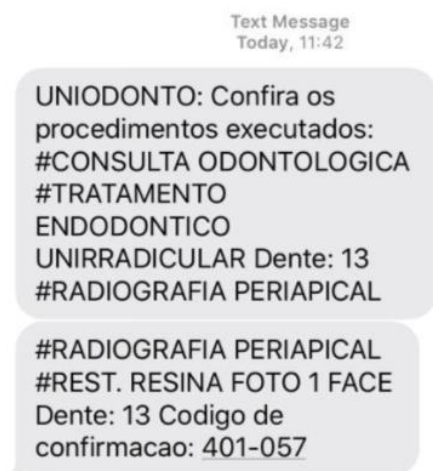 Text Message
Today, 11:42
UNIODONTO: Confira os
procedimentos executados:
#CONSULTA ODONTOLOGICA
#TRATAMENTO
ENDODONTICO
UNIRRADICULAR Dente: 13
#RADIOGRAFIA PERIAPICAL
#RADIOGRAFIA PERIAPICAL
#REST. RESINA FOTO 1 FACE
Dente: 13 Codigo de
confirmacao: 401-057